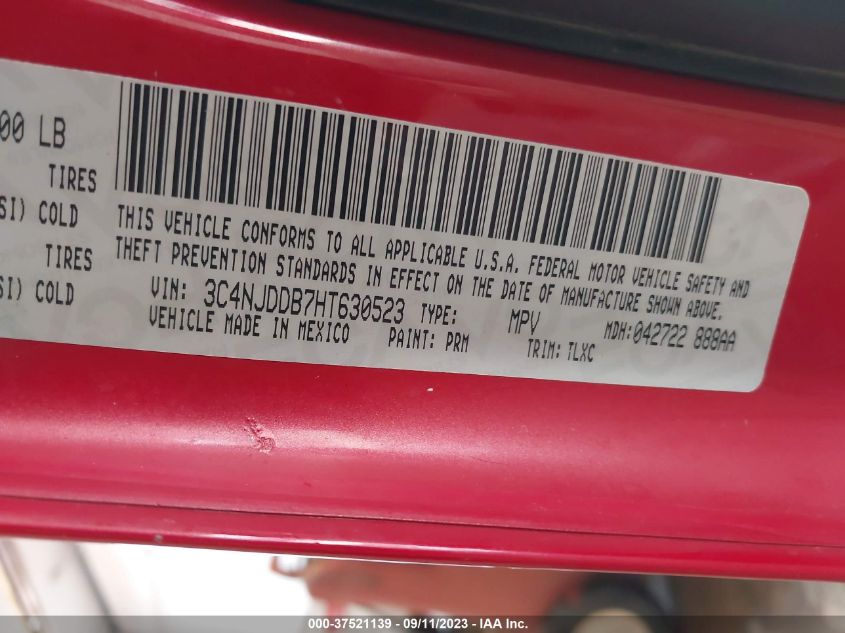 00 LB
TIRES
SI) COLD
TIRES
SI) COLD
THIS VEHICLE CONFORMS TO ALL APPLICABLE U.S.A. FEDERAL MOTOR VEHICLE SAFETY AND
THEFT PREVENTION STANDARDS IN EFFECT ON THE DATE OF MANUFACTURE SHOWN ABOVE.
VIN: 3C4NJDDB7HT630523 TYPE: MPV MDH:042722 888AA
VEHICLE MADE IN MEXICO PAINT: PRM TRIM: TLXC
000-37521139 - 09/11/2023 - IAA Inc.